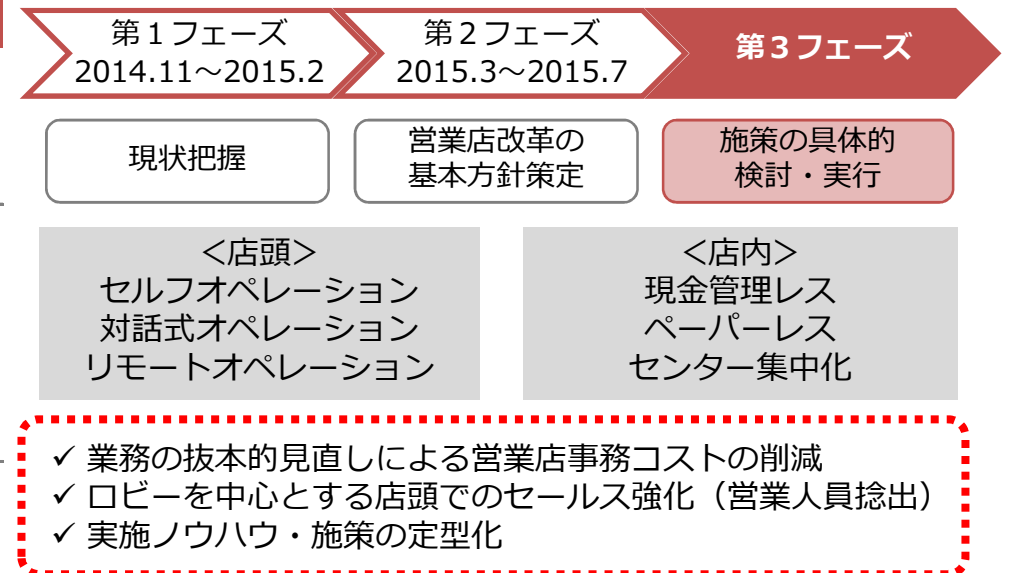 第１フェーズ
2014.11～2015.2
第２フェーズ
2015.3～2015.7
第３フェーズ
現状把握
営業店改革の
基本方針策定
施策の具体的
検討・実行
＜店頭＞
セルフオペレーション
対話式オペレーション
リモートオペレーション
＜店内＞
現金管理レス
ペーパーレス
センター集中化
✓ 業務の抜本的見直しによる営業店事務コストの削減
✓ ロビーを中心とする店頭でのセールス強化（営業人員捻出）
✓ 実施ノウハウ・施策の定型化